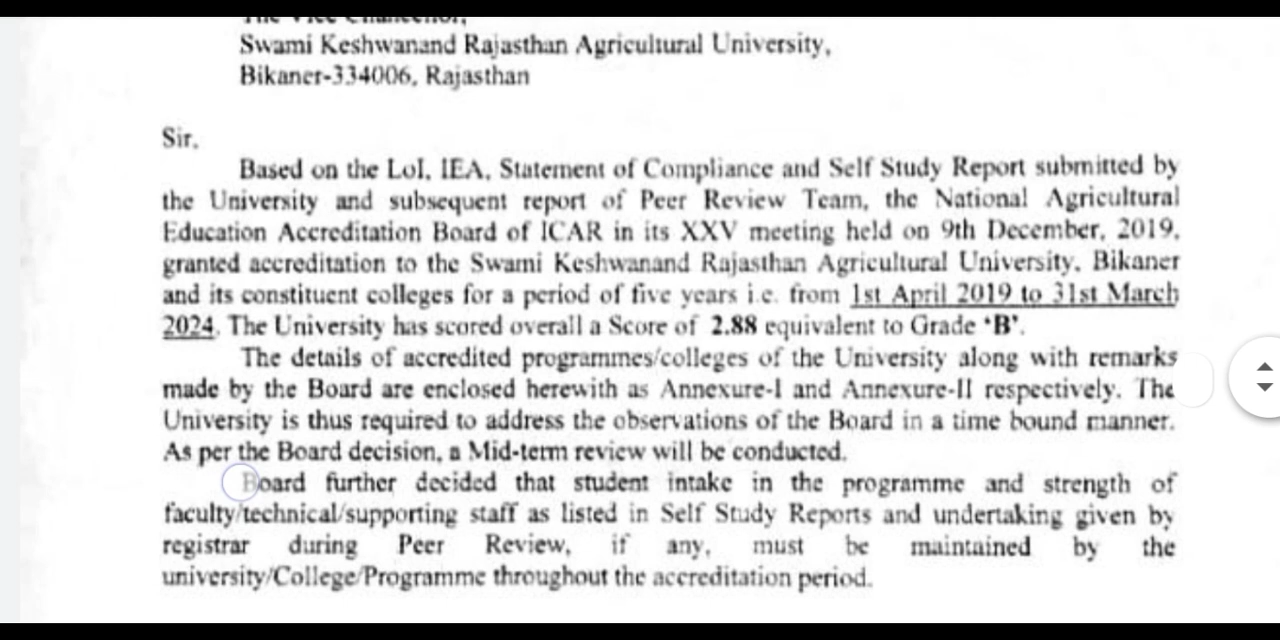 The Vice Chancellor,
Swami Keshwanand Rajasthan Agricultural University,
Bikaner-334006, Rajasthan
Sir,
Based on the LoI, IEA, Statement of Compliance and Self Study Report submitted by
the University and subsequent report of Peer Review Team, the National Agricultural
Education Accreditation Board of ICAR in its XXV meeting held on 9th December, 2019,
granted accreditation to the Swami Keshwanand Rajasthan Agricultural University, Bikaner
and its constituent colleges for a period of five years i.e. from 1st April 2019 to 31st March
2024. The University has scored overall a Score of 2.88 equivalent to Grade ‘B’.
The details of accredited programmes/colleges of the University along with remarks
made by the Board are enclosed herewith as Annexure-I and Annexure-II respectively. The
University is thus required to address the observations of the Board in a time bound manner.
As per the Board decision, a Mid-term review will be conducted.
Board further decided that student intake in the programme and strength of
faculty/technical/supporting staff as listed in Self Study Reports and undertaking given by
registrar during Peer Review, if any, must be maintained by the
university/College/Programme throughout the accreditation period.